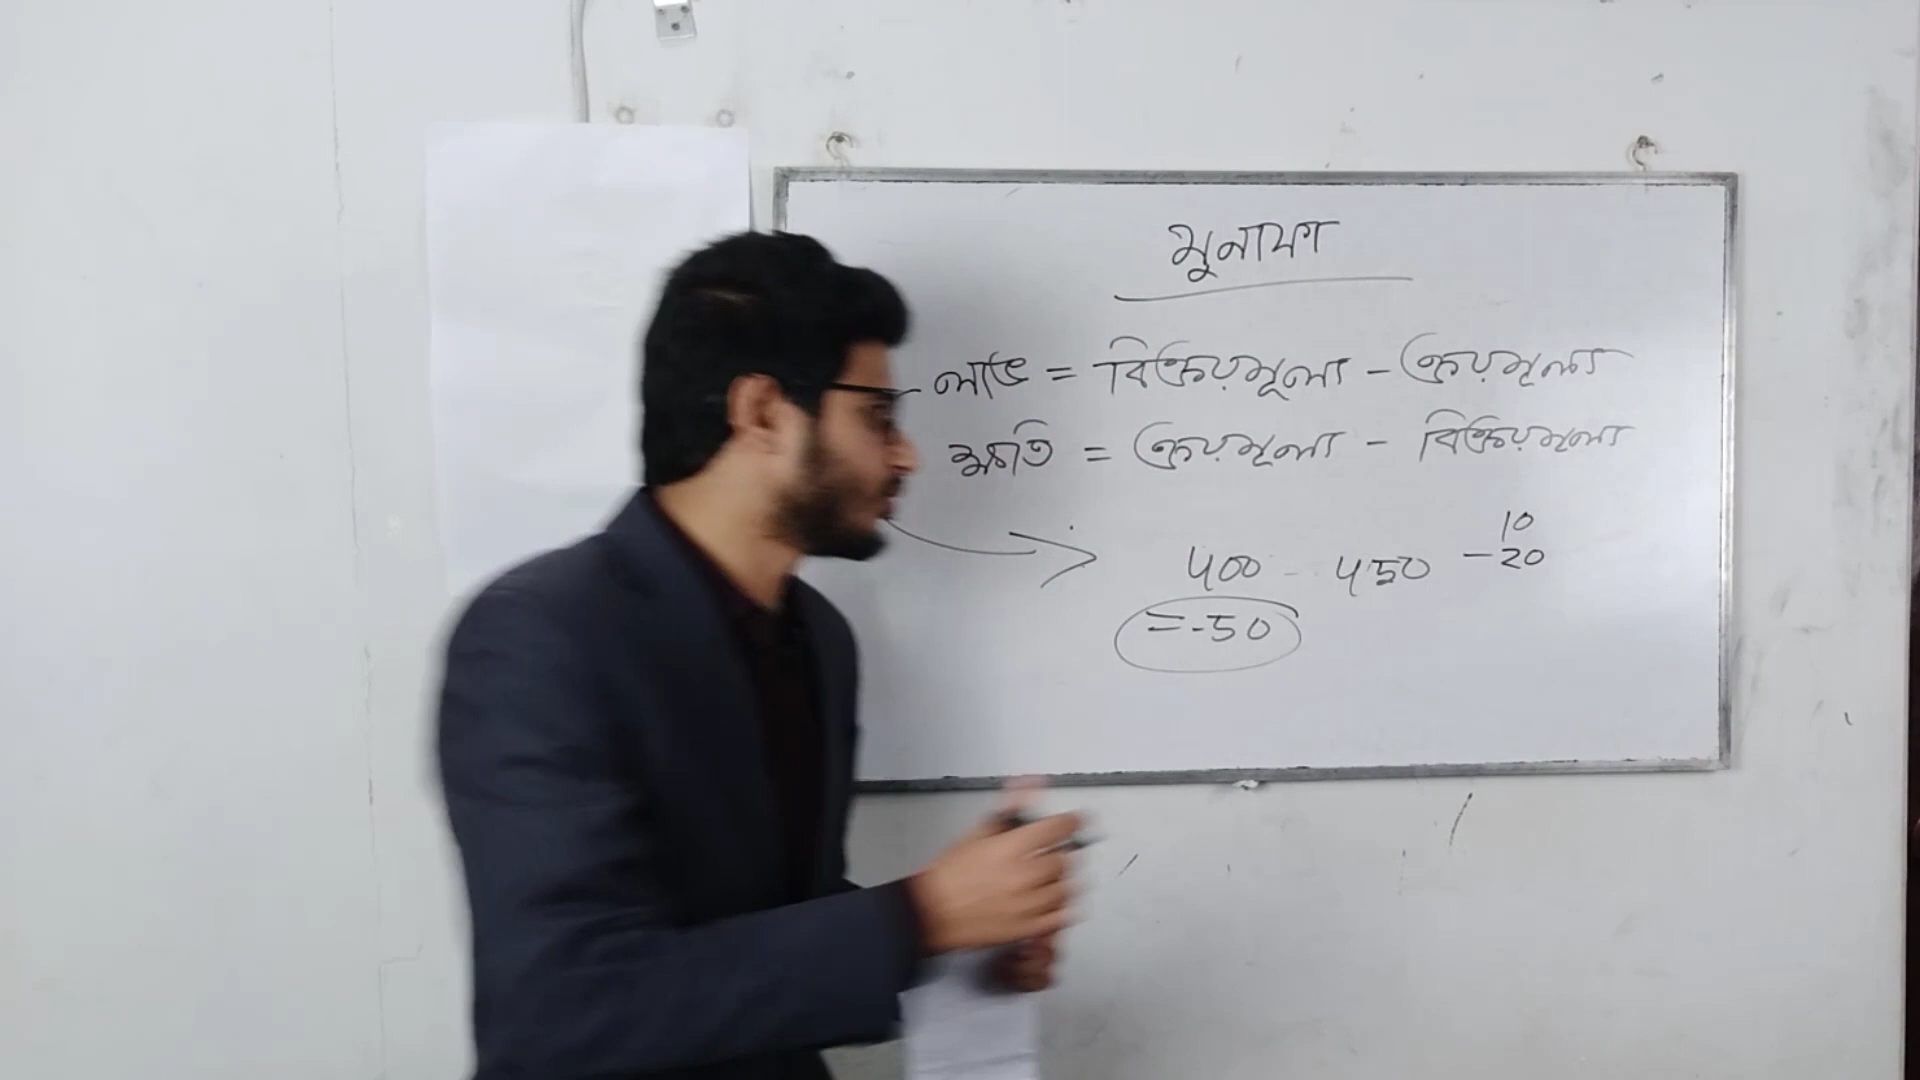 মুনাফা
লাভ = বিক্রয়মূল্য - ক্রয়মূল্য
ক্ষতি = ক্রয়মূল্য - বিক্রয়মূল্য
400 - 450
10
-20
= -50